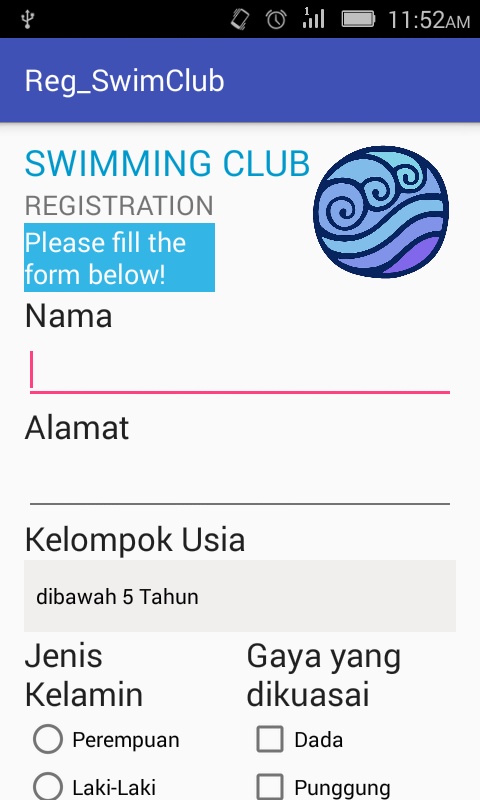 1
11:52AM
Reg_SwimClub
SWIMMING CLUB
REGISTRATION
Please fill the
form below!
Nama
Alamat
Kelompok Usia
dibawah 5 Tahun
Jenis
Kelamin
Gaya yang
dikuasai
Perempuan
Dada
Laki-Laki
Punggung